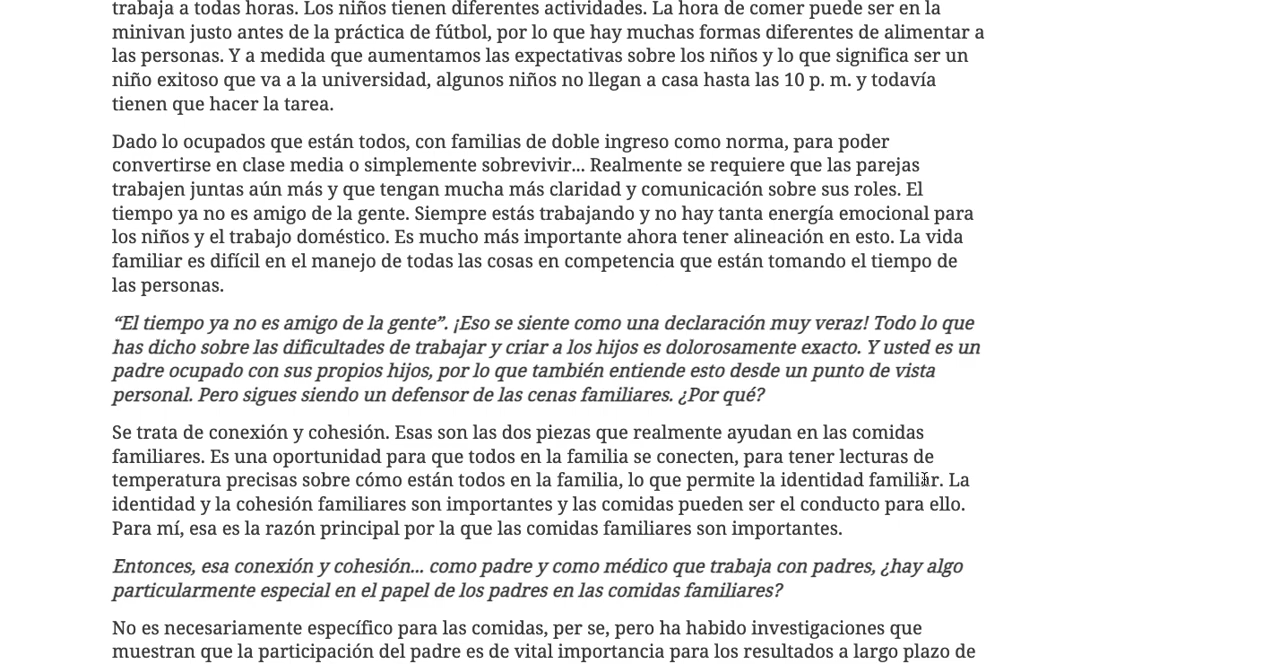 trabaja a todas horas. Los niños tienen diferentes actividades. La hora de comer puede ser en la
minivan justo antes de la práctica de fútbol, por lo que hay muchas formas diferentes de alimentar a
las personas. Y a medida que aumentamos las expectativas sobre los niños y lo que significa ser un
niño exitoso que va a la universidad, algunos niños no llegan a casa hasta las 10 p. m. y todavía
tienen que hacer la tarea.
Dado lo ocupados que están todos, con familias de doble ingreso como norma, para poder
convertirse en clase media o simplemente sobrevivir... Realmente se requiere que las parejas
trabajen juntas aún más y que tengan mucha más claridad y comunicación sobre sus roles. El
tiempo ya no es amigo de la gente. Siempre estás trabajando y no hay tanta energía emocional para
los niños y el trabajo doméstico. Es mucho más importante ahora tener alineación en esto. La vida
familiar es difícil en el manejo de todas las cosas en competencia que están tomando el tiempo de
las personas.
“El tiempo ya no es amigo de la gente”. ¡Eso se siente como una declaración muy veraz! Todo lo que
has dicho sobre las dificultades de trabajar y criar a los hijos es dolorosamente exacto. Y usted es un
padre ocupado con sus propios hijos, por lo que también entiende esto desde un punto de vista
personal. Pero sigues siendo un defensor de las cenas familiares. ¿Por qué?
Se trata de conexión y cohesión. Esas son las dos piezas que realmente ayudan en las comidas
familiares. Es una oportunidad para que todos en la familia se conecten, para tener lecturas de
temperatura precisas sobre cómo están todos en la familia, lo que permite la identidad familiar. La
identidad y la cohesión familiares son importantes y las comidas pueden ser el conducto para ello.
Para mí, esa es la razón principal por la que las comidas familiares son importantes.
Entonces, esa conexión y cohesión... como padre y como médico que trabaja con padres, ¿hay algo
particularmente especial en el papel de los padres en las comidas familiares?
No es necesariamente específico para las comidas, per se, pero ha habido investigaciones que
muestran que la participación del padre es de vital importancia para los resultados a largo plazo de